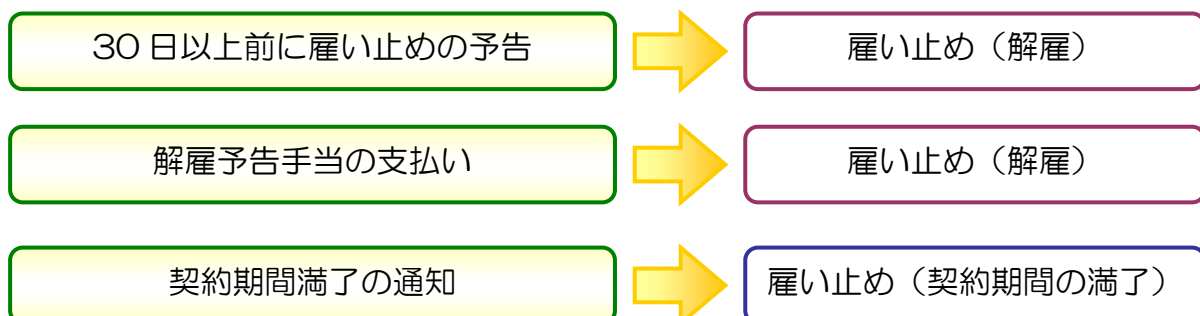 30日以上前に雇い止めの予告
雇い止め（解雇）
解雇予告手当の支払い
雇い止め（解雇）
契約期間満了の通知
雇い止め（契約期間の満了）